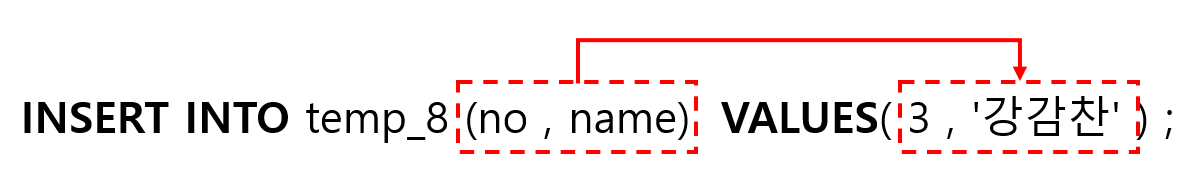 INSERT INTO temp_8 (no , name) VALUES( 3 , '강감찬' ) ;